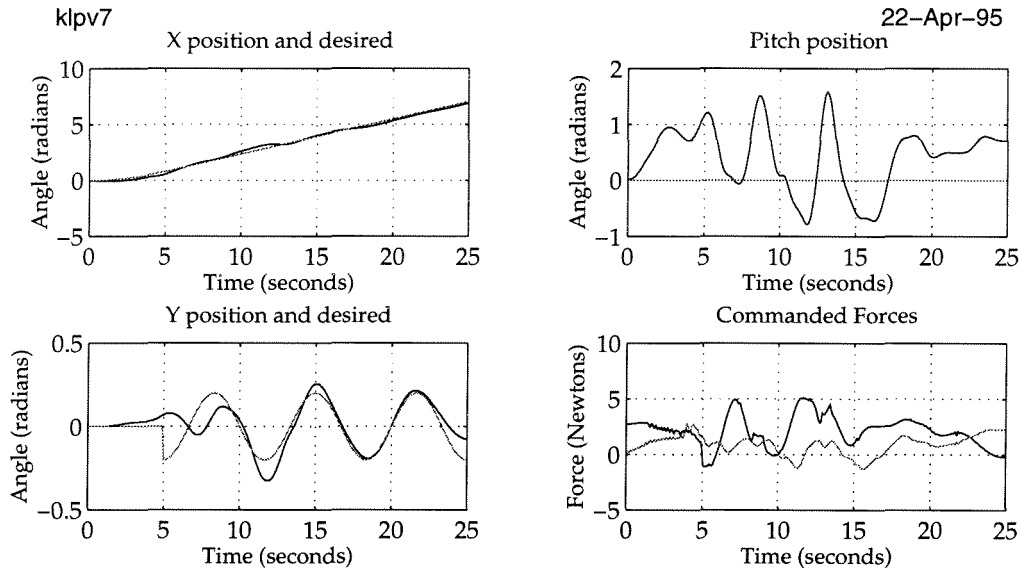 klpv7
22–Apr–95
X position and desired
Angle (radians)
10
5
0
–5
0 5 10 15 20 25
Time (seconds)
Pitch position
Angle (radians)
2
1
0
–1
0 5 10 15 20 25
Time (seconds)
Y position and desired
Angle (radians)
0.5
0
–0.5
0 5 10 15 20 25
Time (seconds)
Commanded Forces
Force (Newtons)
10
5
0
–5
0 5 10 15 20 25
Time (seconds)